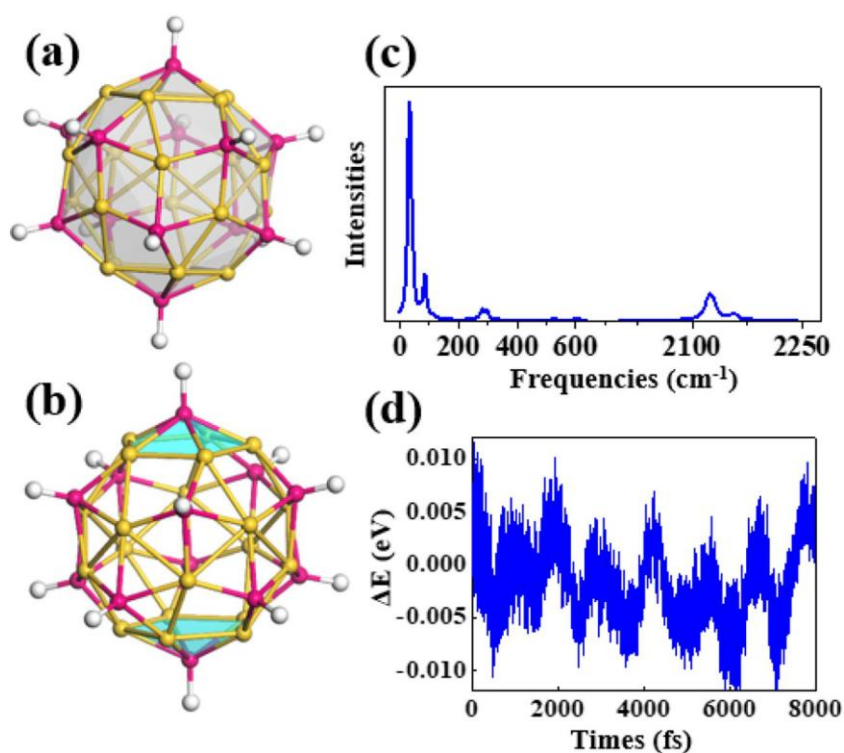 (a)
(c)
Intensities
0 200 400 600 2100 2250
Frequencies (cm-1)
(b)
(d)
ΔE (eV)
0.010
0.005
0.000
-0.005
-0.010
0 2000 4000 6000 8000
Times (fs)